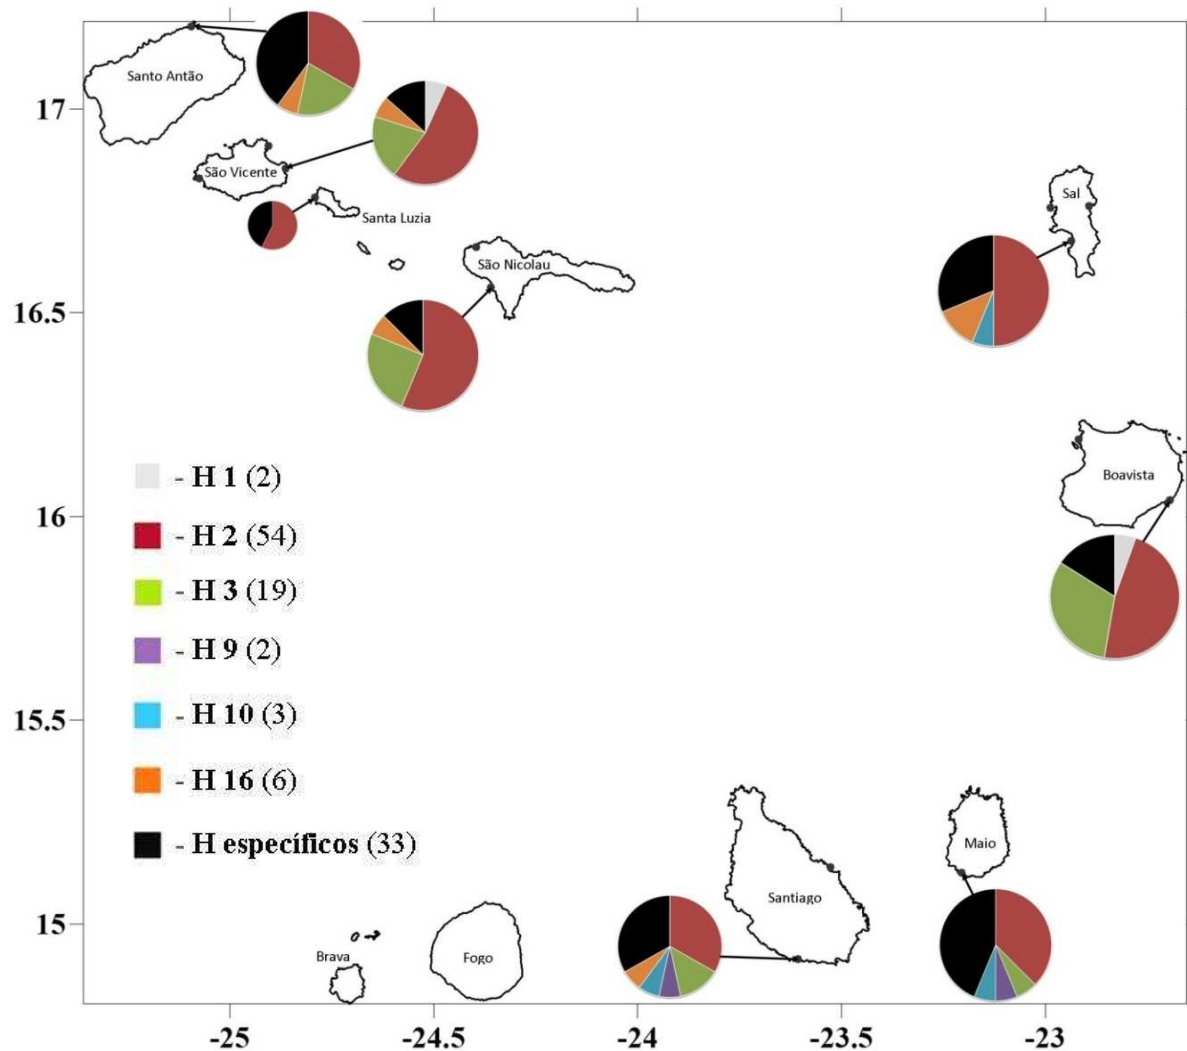 Santo Antão
17
São Vicente
Santa Luzia
Sal
São Nicolau
16.5
- H 1 (2)
Boavista
16
- H 2 (54)
- H 3 (19)
- H 9 (2)
15.5
- H 10 (3)
- H 16 (6)
- H específicos (33)
Maio
Santiago
15
Brava
Fogo
-25
-24.5
-24
-23.5
-23